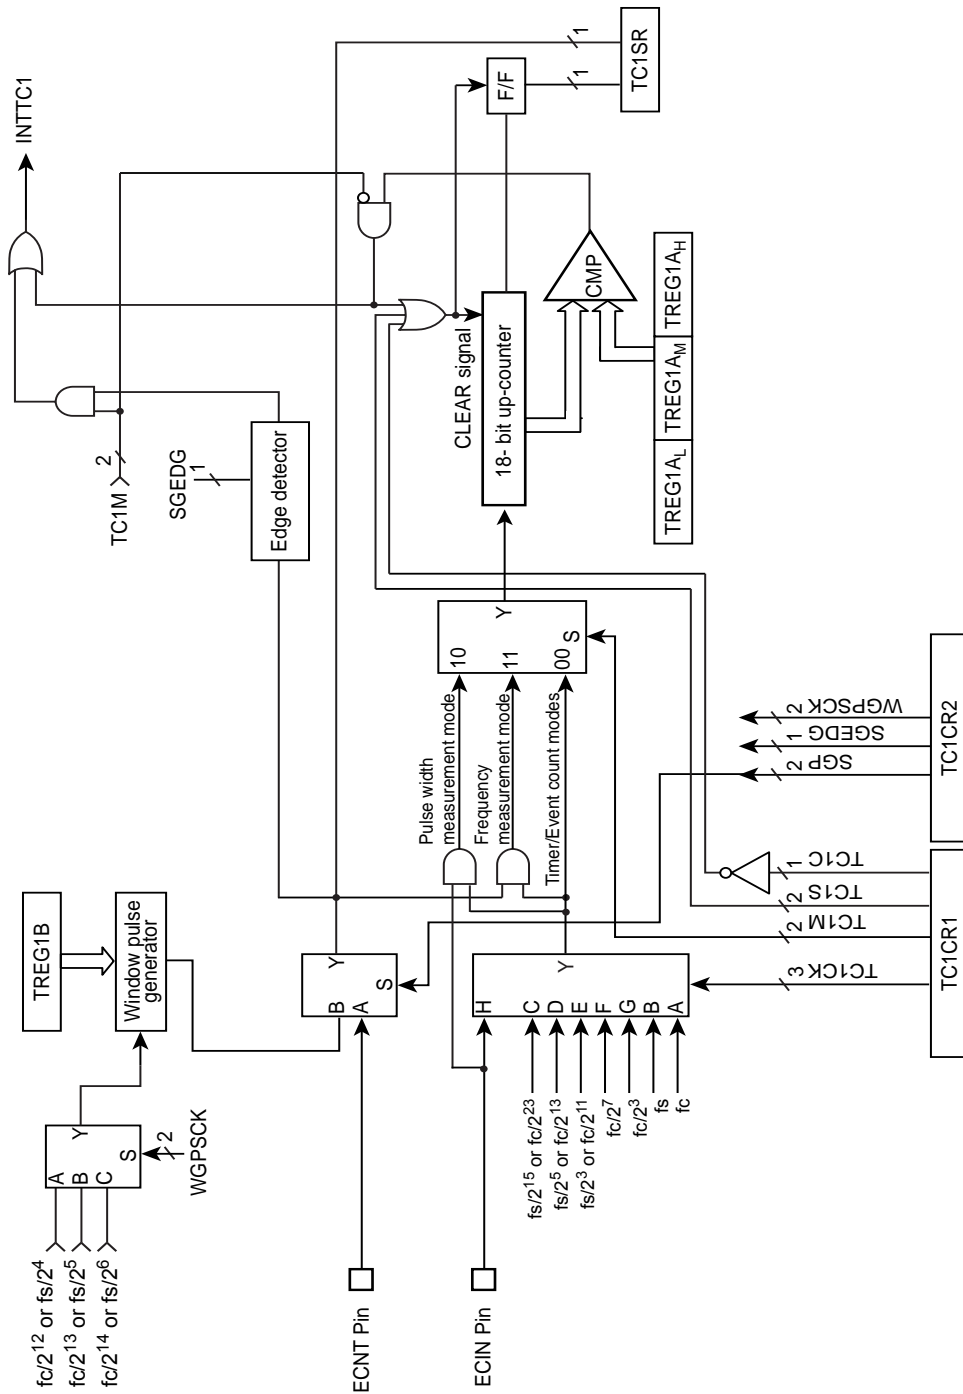 fc/2^12 or fs/2^4
fc/2^13 or fs/2^5
fc/2^14 or fs/2^6
A
B
C
Y
S
2
WGPSCK
TREG1B
Window pulse
generator
TC1M
2
SGEDG
1
Edge detector
INTTC1
ECNT Pin
B
A
Y
S
ECIN Pin
H
C
D
E
F
G
B
A
Y
fs/2^15 or fc/2^23
fs/2^5 or fc/2^13
fs/2^3 or fc/2^11
fc/2^7
fc/2^3
fs
fc
Pulse width
measurement mode
Frequency
measurement mode
Timer/Event count modes
10
11
00
Y
S
CLEAR signal
18- bit up-counter
F/F
1
1
TC1SR
CMP
TREG1A_L
TREG1A_M
TREG1A_H
3
TC1CK
2
TC1M
2
TC1S
1
TC1C
TC1CR1
2
SGP
1
SGEDG
2
WGPSCK
TC1CR2